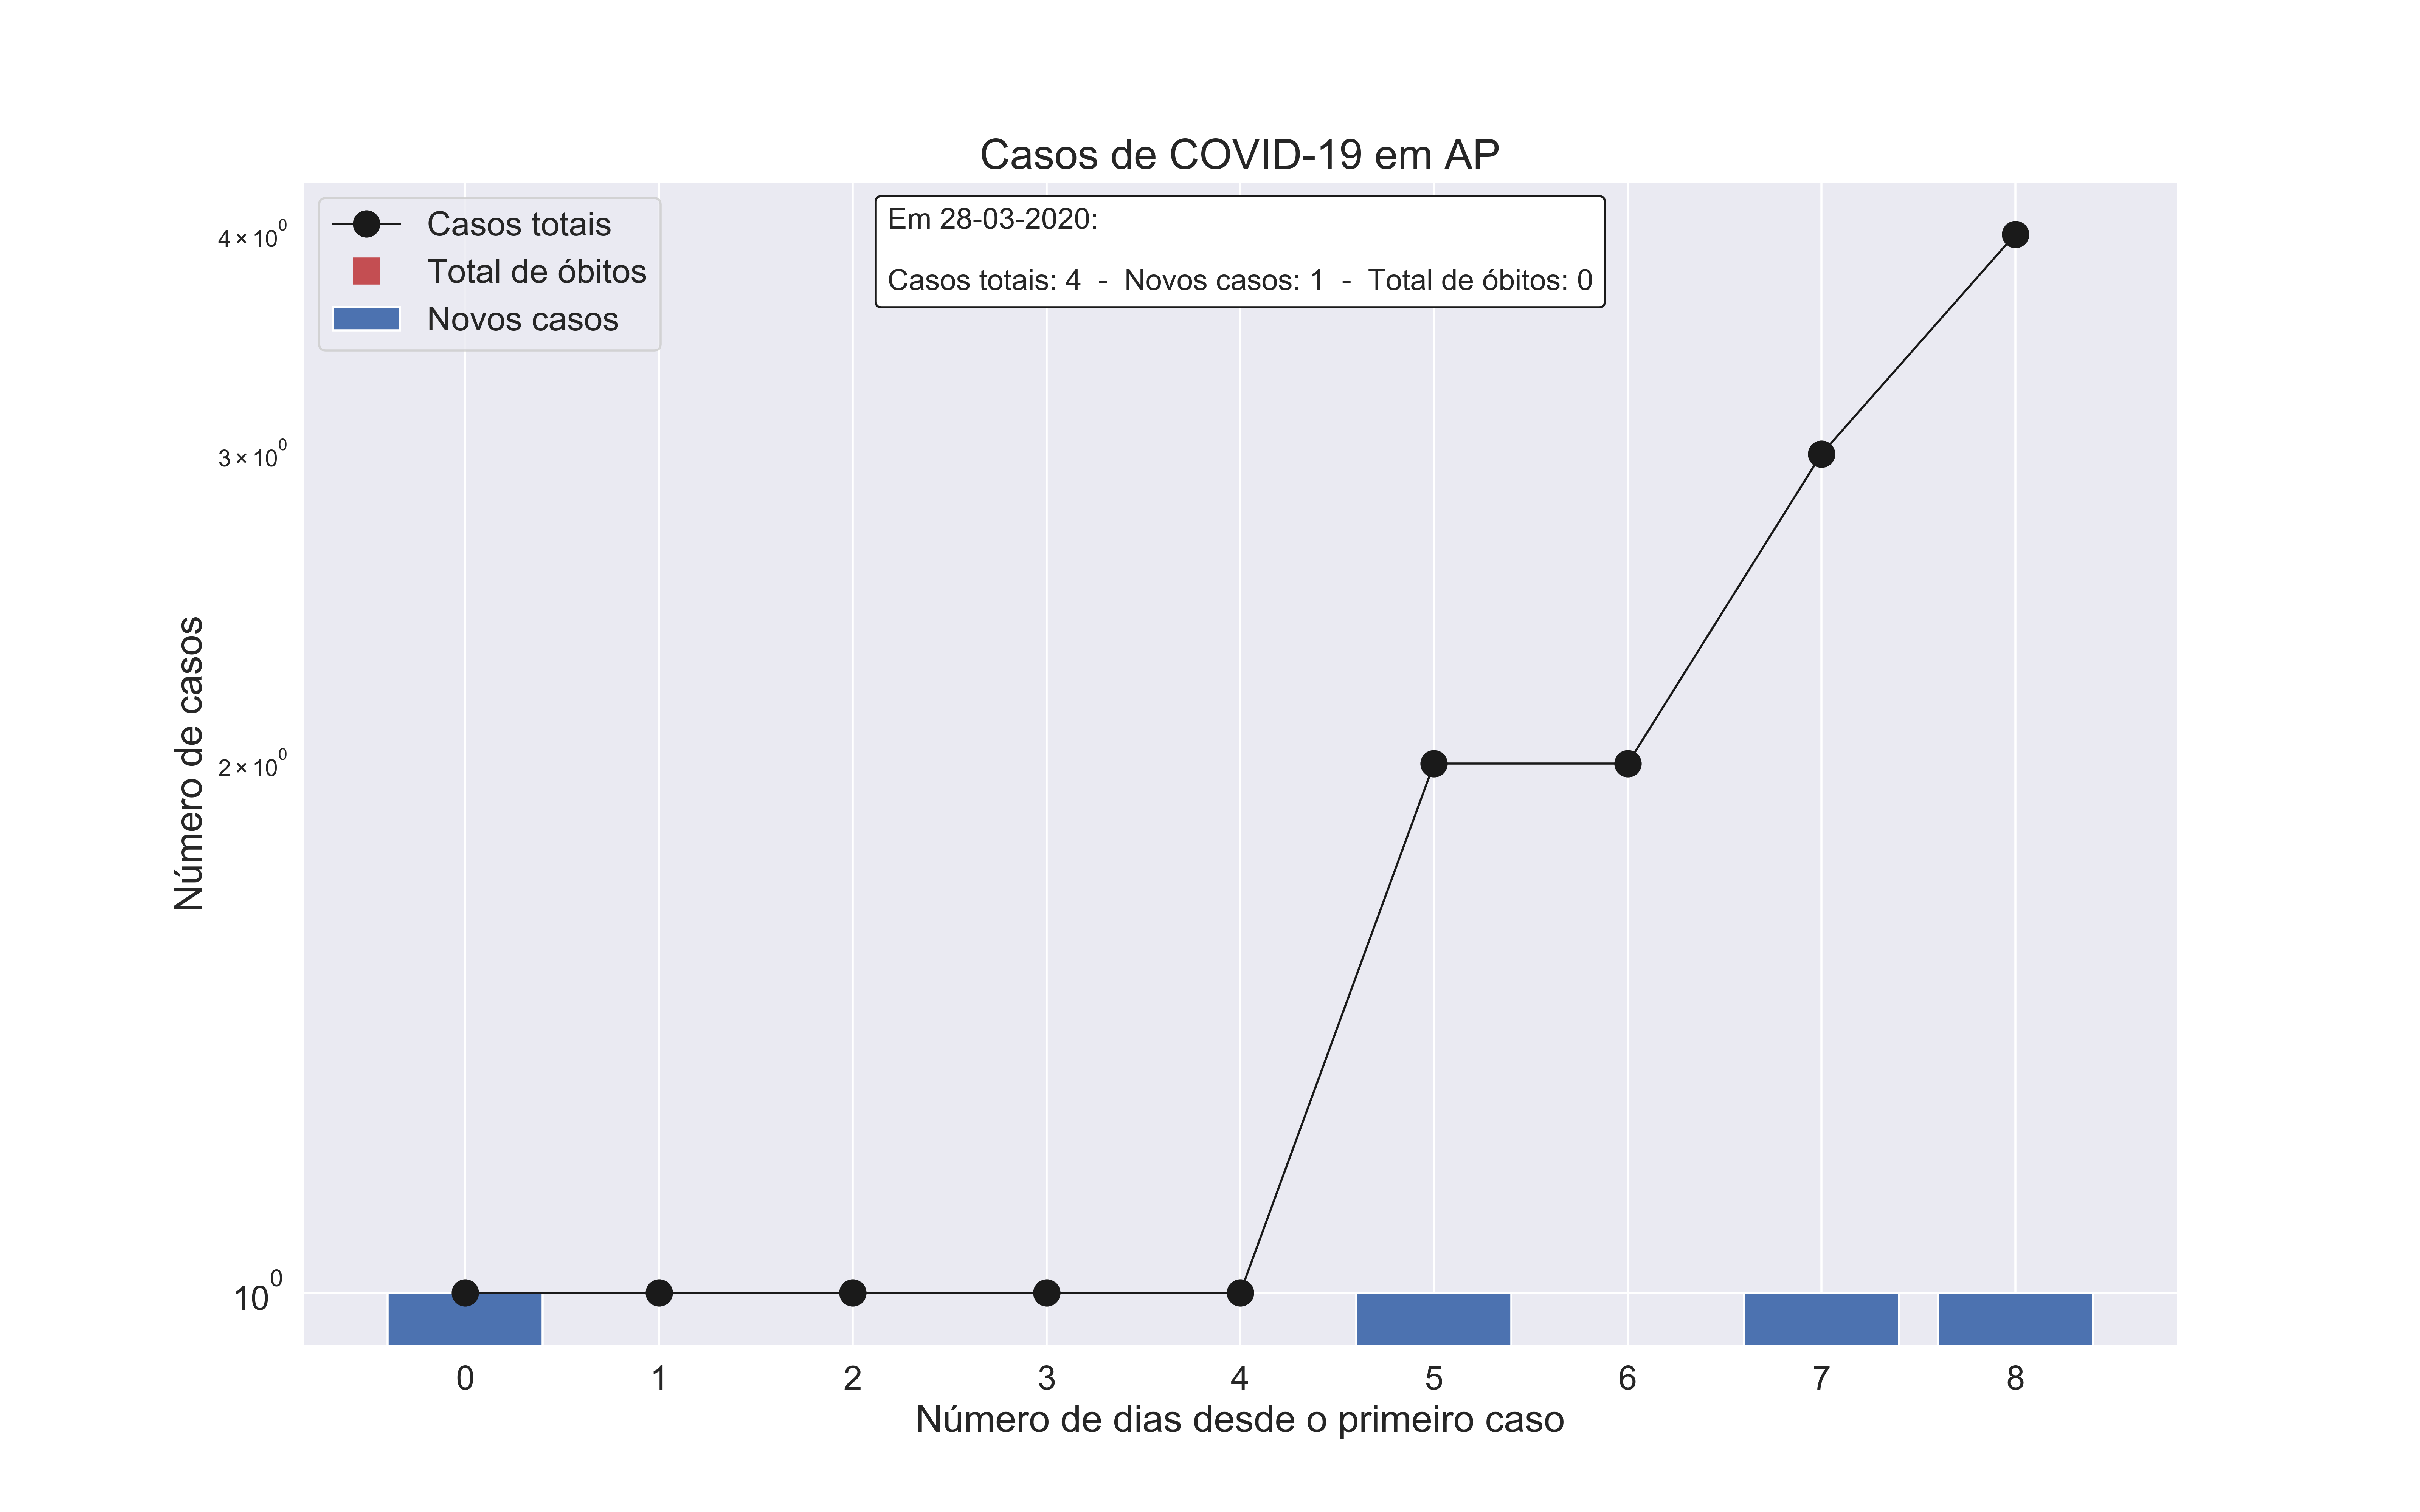 Casos de COVID-19 em AP
Casos totais
Total de óbitos
Novos casos
Em 28-03-2020:
Casos totais: 4 - Novos casos: 1 - Total de óbitos: 0
Número de casos
4 × 10⁰
3 × 10⁰
2 × 10⁰
10⁰
0 1 2 3 4 5 6 7 8
Número de dias desde o primeiro caso